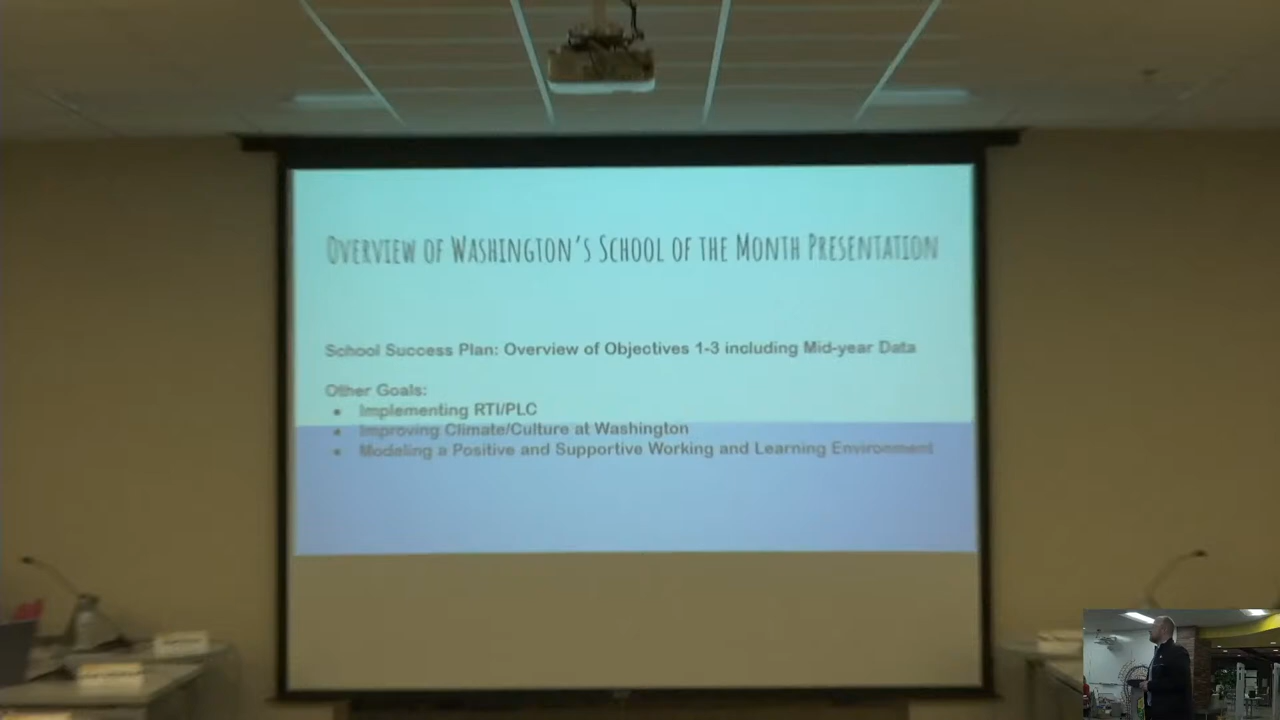 OVERVIEW OF WASHINGTON'S SCHOOL OF THE MONTH PRESENTATION
School Success Plan: Overview of Objectives 1-3 including Mid-year Data
Other Goals:
• Implementing RTI/PLC
• Improving Climate/Culture at Washington
• Modeling a Positive and Supportive Working and Learning Environment